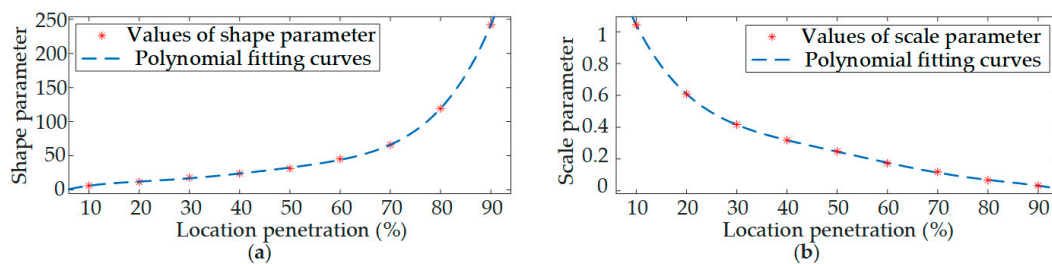 Shape parameter
250
200
150
100
50
0
Values of shape parameter
Polynomial fitting curves
10 20 30 40 50 60 70 80 90
Location penetration (%)
(a)
Scale parameter
1
0.8
0.6
0.4
0.2
0
Values of scale parameter
Polynomial fitting curves
10 20 30 40 50 60 70 80 90
Location penetration (%)
(b)